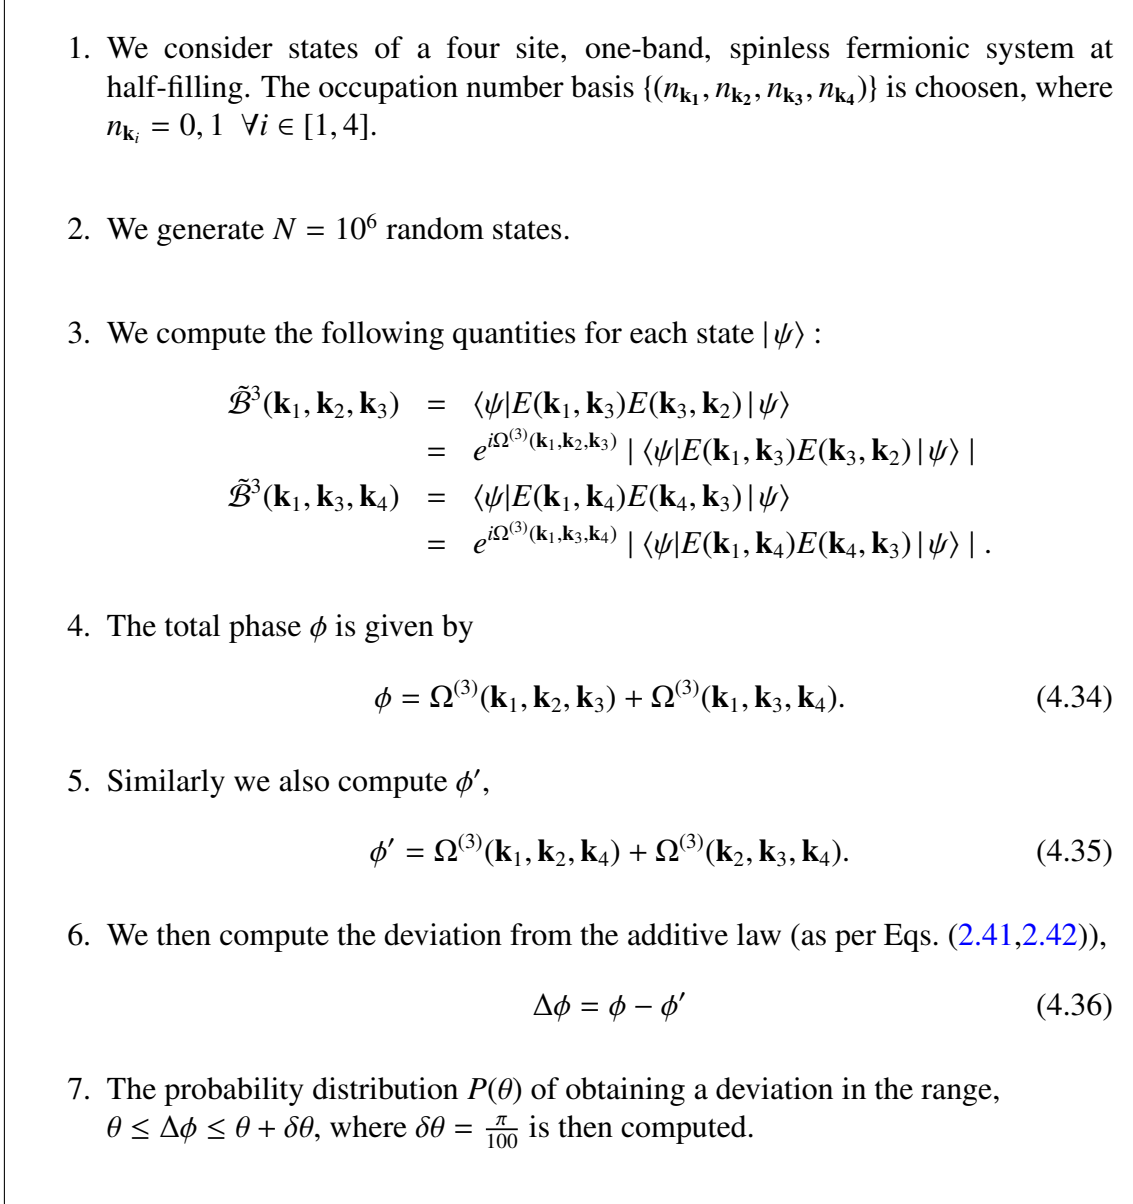 1. We consider states of a four site, one-band, spinless fermionic system at
half-filling. The occupation number basis {(n_{k_1}, n_{k_2}, n_{k_3}, n_{k_4})} is choosen, where
n_{k_i} = 0, 1 ∀i ∈ [1, 4].
2. We generate N = 10^6 random states.
3. We compute the following quantities for each state |ψ⟩ :
\tilde{ℬ}^3(k_1, k_2, k_3) = ⟨ψ|E(k_1, k_3)E(k_3, k_2)|ψ⟩
= e^{iΩ^{(3)}(k_1,k_2,k_3)} | ⟨ψ|E(k_1, k_3)E(k_3, k_2)|ψ⟩ |
\tilde{ℬ}^3(k_1, k_3, k_4) = ⟨ψ|E(k_1, k_4)E(k_4, k_3)|ψ⟩
= e^{iΩ^{(3)}(k_1,k_3,k_4)} | ⟨ψ|E(k_1, k_4)E(k_4, k_3)|ψ⟩ | .
4. The total phase ϕ is given by
ϕ = Ω^{(3)}(k_1, k_2, k_3) + Ω^{(3)}(k_1, k_3, k_4). (4.34)
5. Similarly we also compute ϕ′,
ϕ′ = Ω^{(3)}(k_1, k_2, k_4) + Ω^{(3)}(k_2, k_3, k_4). (4.35)
6. We then compute the deviation from the additive law (as per Eqs. (2.41,2.42)),
Δϕ = ϕ − ϕ′ (4.36)
7. The probability distribution P(θ) of obtaining a deviation in the range,
θ ≤ Δϕ ≤ θ + δθ, where δθ = \frac{π}{100} is then computed.